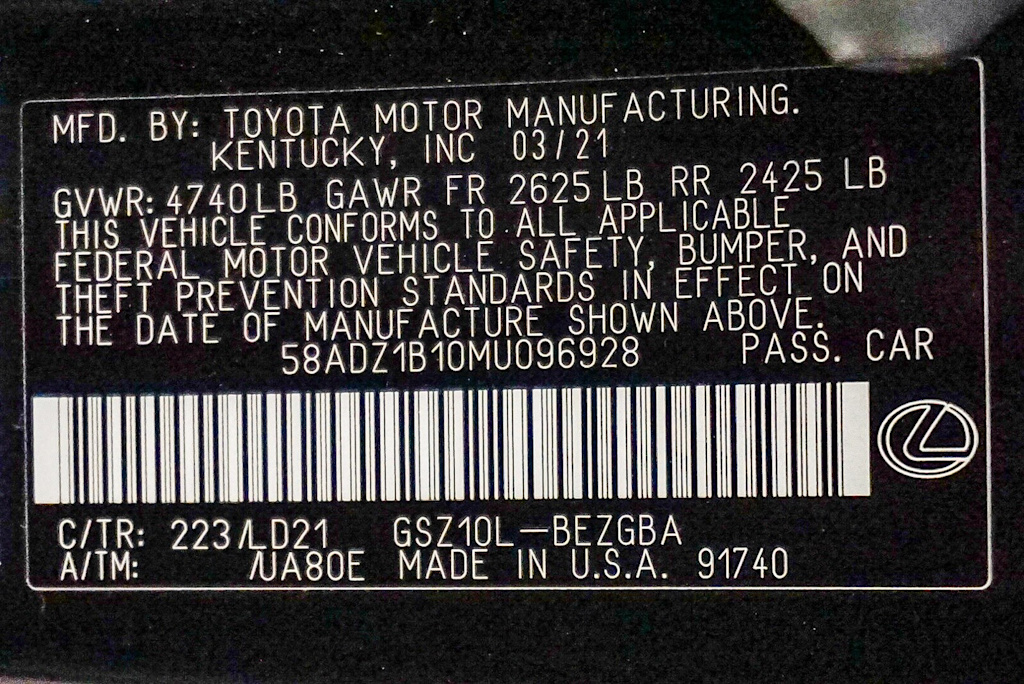 MFD. BY: TOYOTA MOTOR MANUFACTURING.
KENTUCKY, INC 03/21
GVWR: 4740LB GAWR FR 2625LB RR 2425 LB
THIS VEHICLE CONFORMS TO ALL APPLICABLE
FEDERAL MOTOR VEHICLE SAFETY, BUMPER, AND
THEFT PREVENTION STANDARDS IN EFFECT ON
THE DATE OF MANUFACTURE SHOWN ABOVE.
58ADZ1B10MU096928 PASS. CAR
C/TR: 223/LD21 GSZ10L-BEZGBA
A/TM: /UA80E MADE IN U.S.A. 91740